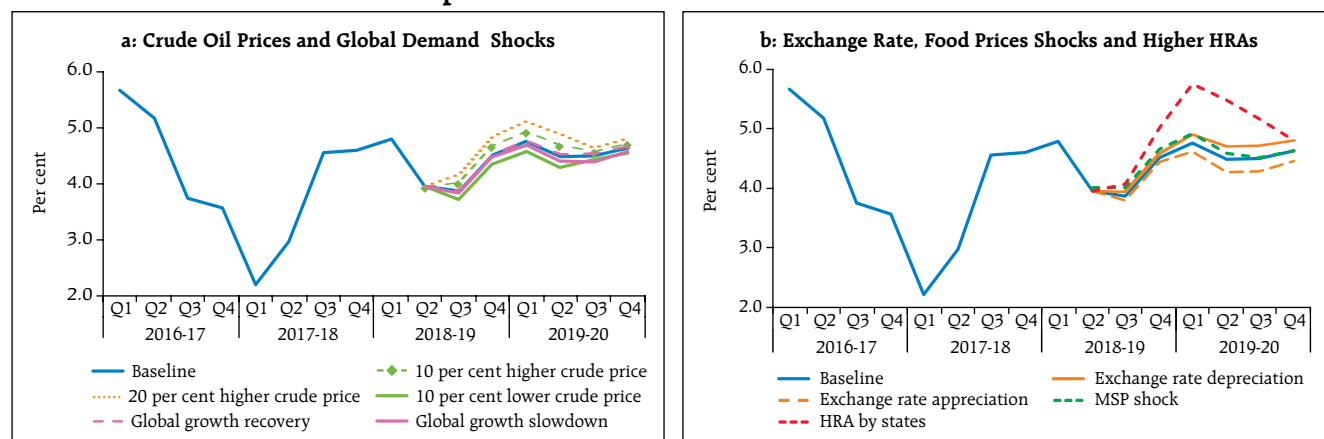 a: Crude Oil Prices and Global Demand Shocks
6.0
5.0
4.0
3.0
2.0
Per cent
Q1 Q2 Q3 Q4 Q1 Q2 Q3 Q4 Q1 Q2 Q3 Q4 Q1 Q2 Q3 Q4
2016-17 2017-18 2018-19 2019-20
Baseline 10 per cent higher crude price
20 per cent higher crude price 10 per cent lower crude price
Global growth recovery Global growth slowdown
b: Exchange Rate, Food Prices Shocks and Higher HRAs
6.0
5.0
4.0
3.0
2.0
Per cent
Q1 Q2 Q3 Q4 Q1 Q2 Q3 Q4 Q1 Q2 Q3 Q4 Q1 Q2 Q3 Q4
2016-17 2017-18 2018-19 2019-20
Baseline Exchange rate depreciation
Exchange rate appreciation MSP shock
HRA by states